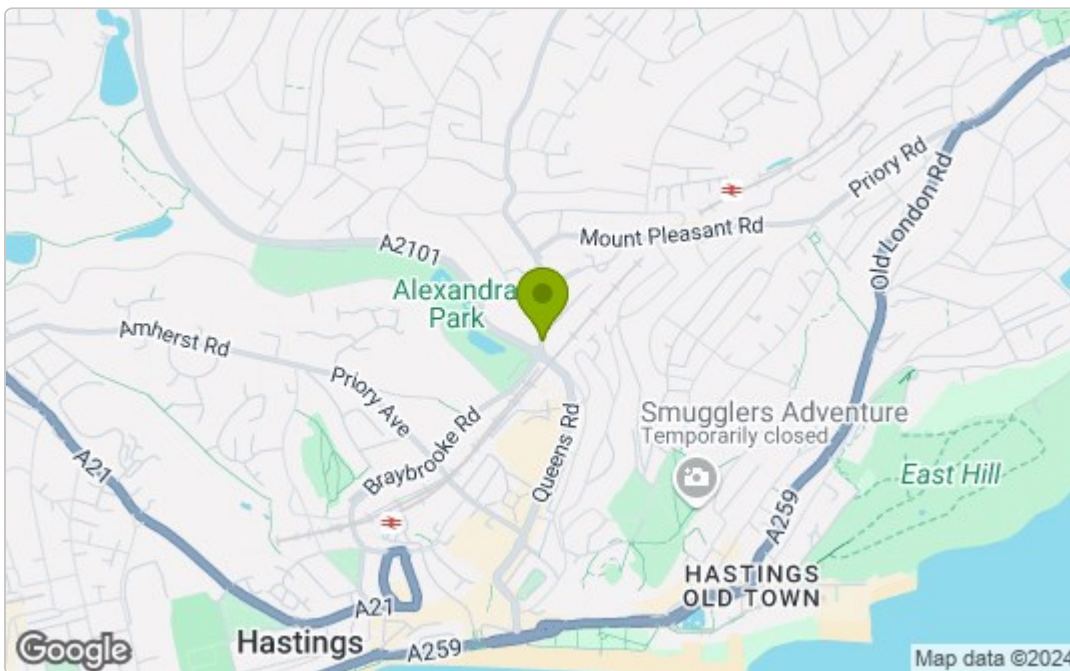 Priory Rd
Old London Rd
Mount Pleasant Rd
A2101
Alexandra
Park
Amherst Rd
Priory Ave
Smugglers Adventure
Temporarily closed
Braybrooke Rd
Queens Rd
A21
East Hill
A259
HASTINGS
OLD TOWN
A21
Hastings
A259
Google
Map data ©2024